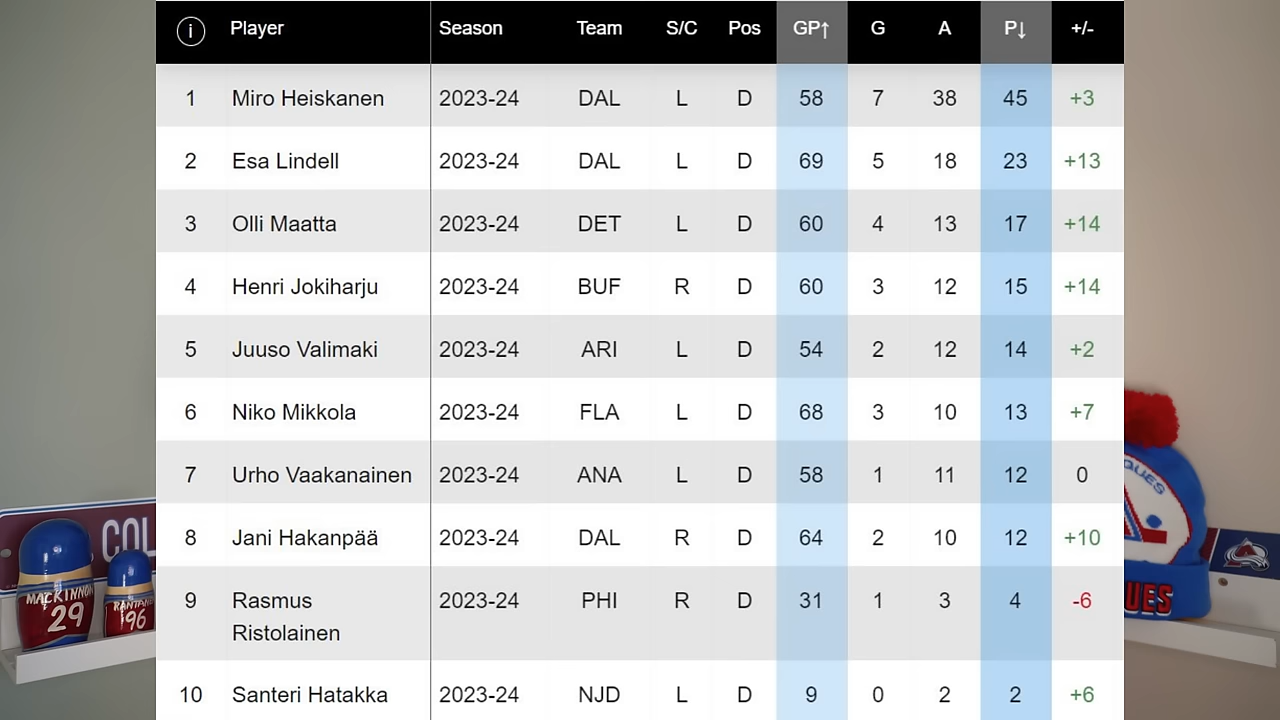 i Player Season Team S/C Pos GP↑ G A P↓ +/-
1 Miro Heiskanen 2023-24 DAL L D 58 7 38 45 +3
2 Esa Lindell 2023-24 DAL L D 69 5 18 23 +13
3 Olli Maatta 2023-24 DET L D 60 4 13 17 +14
4 Henri Jokiharju 2023-24 BUF R D 60 3 12 15 +14
5 Juuso Valimaki 2023-24 ARI L D 54 2 12 14 +2
6 Niko Mikkola 2023-24 FLA L D 68 3 10 13 +7
7 Urho Vaakanainen 2023-24 ANA L D 58 1 11 12 0
8 Jani Hakanpää 2023-24 DAL R D 64 2 10 12 +10
9 Rasmus 2023-24 PHI R D 31 1 3 4 -6
Ristolainen
10 Santeri Hatakka 2023-24 NJD L D 9 0 2 2 +6
COL
MACKINNON
29
RANTAN
96
QUES
UES